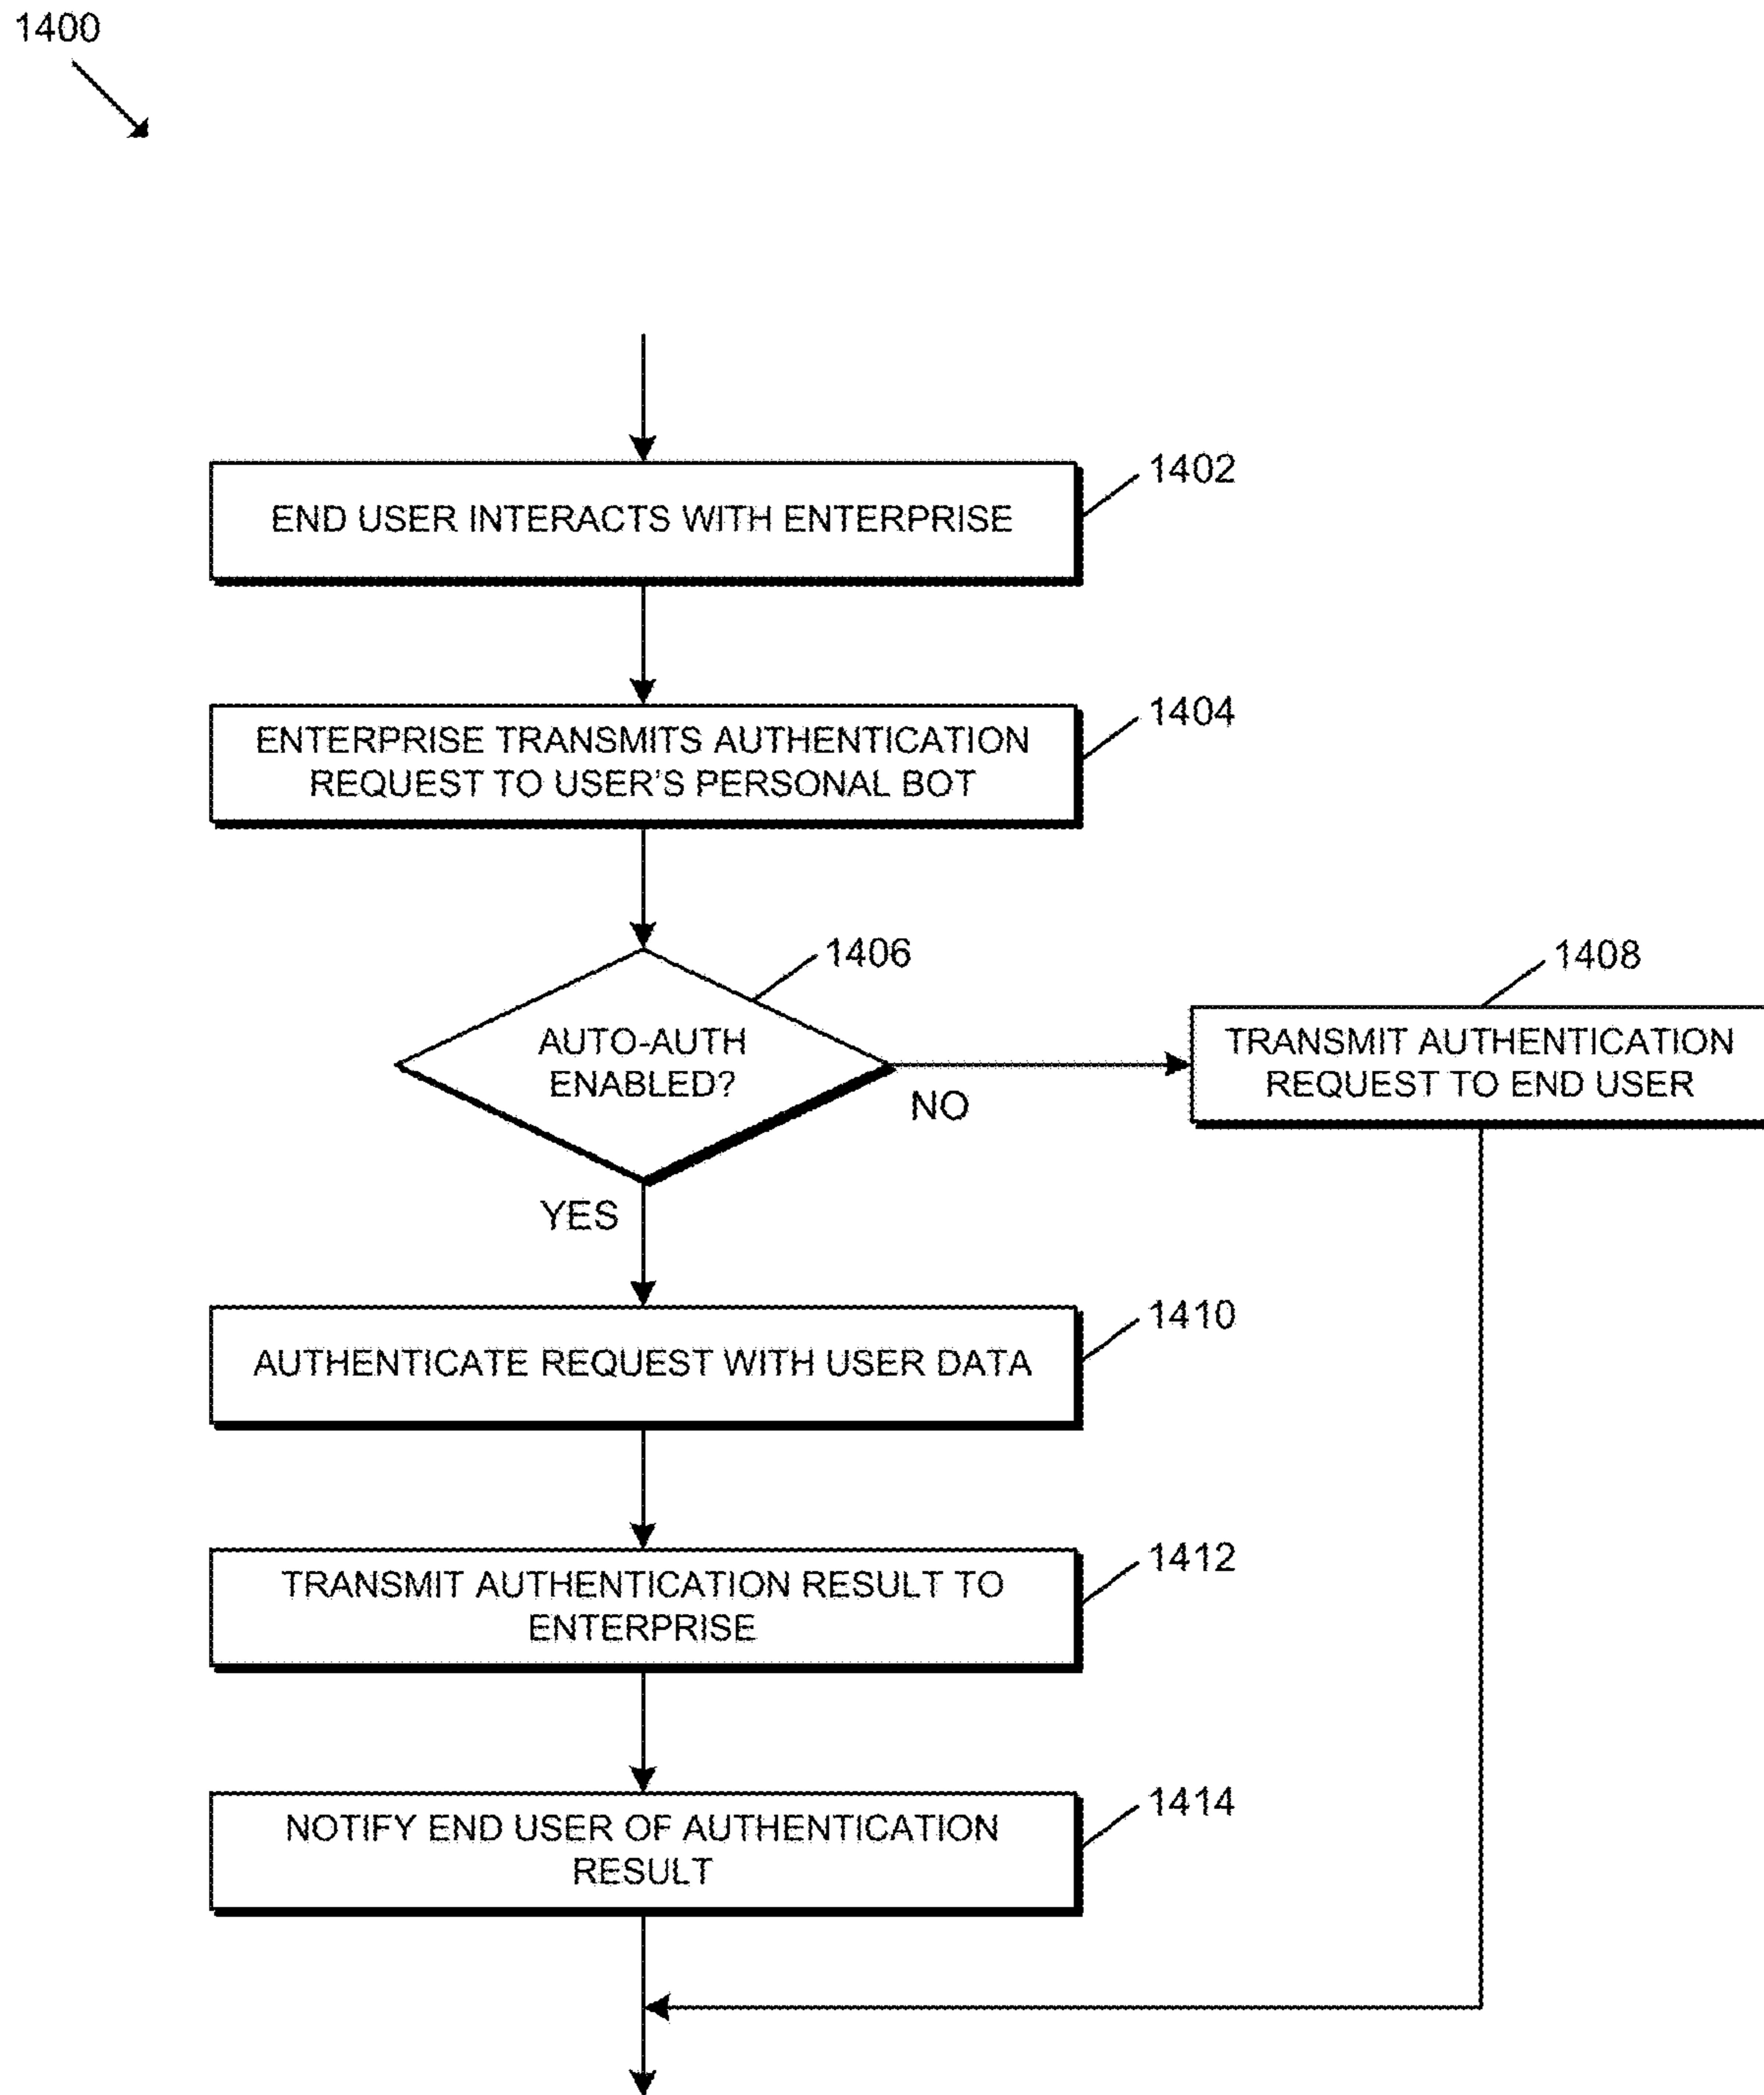 1400
1402
END USER INTERACTS WITH ENTERPRISE
1404
ENTERPRISE TRANSMITS AUTHENTICATION
REQUEST TO USER'S PERSONAL BOT
1406
1408
AUTO-AUTH
ENABLED?
TRANSMIT AUTHENTICATION
REQUEST TO END USER
NO
YES
1410
AUTHENTICATE REQUEST WITH USER DATA
1412
TRANSMIT AUTHENTICATION RESULT TO
ENTERPRISE
1414
NOTIFY END USER OF AUTHENTICATION
RESULT